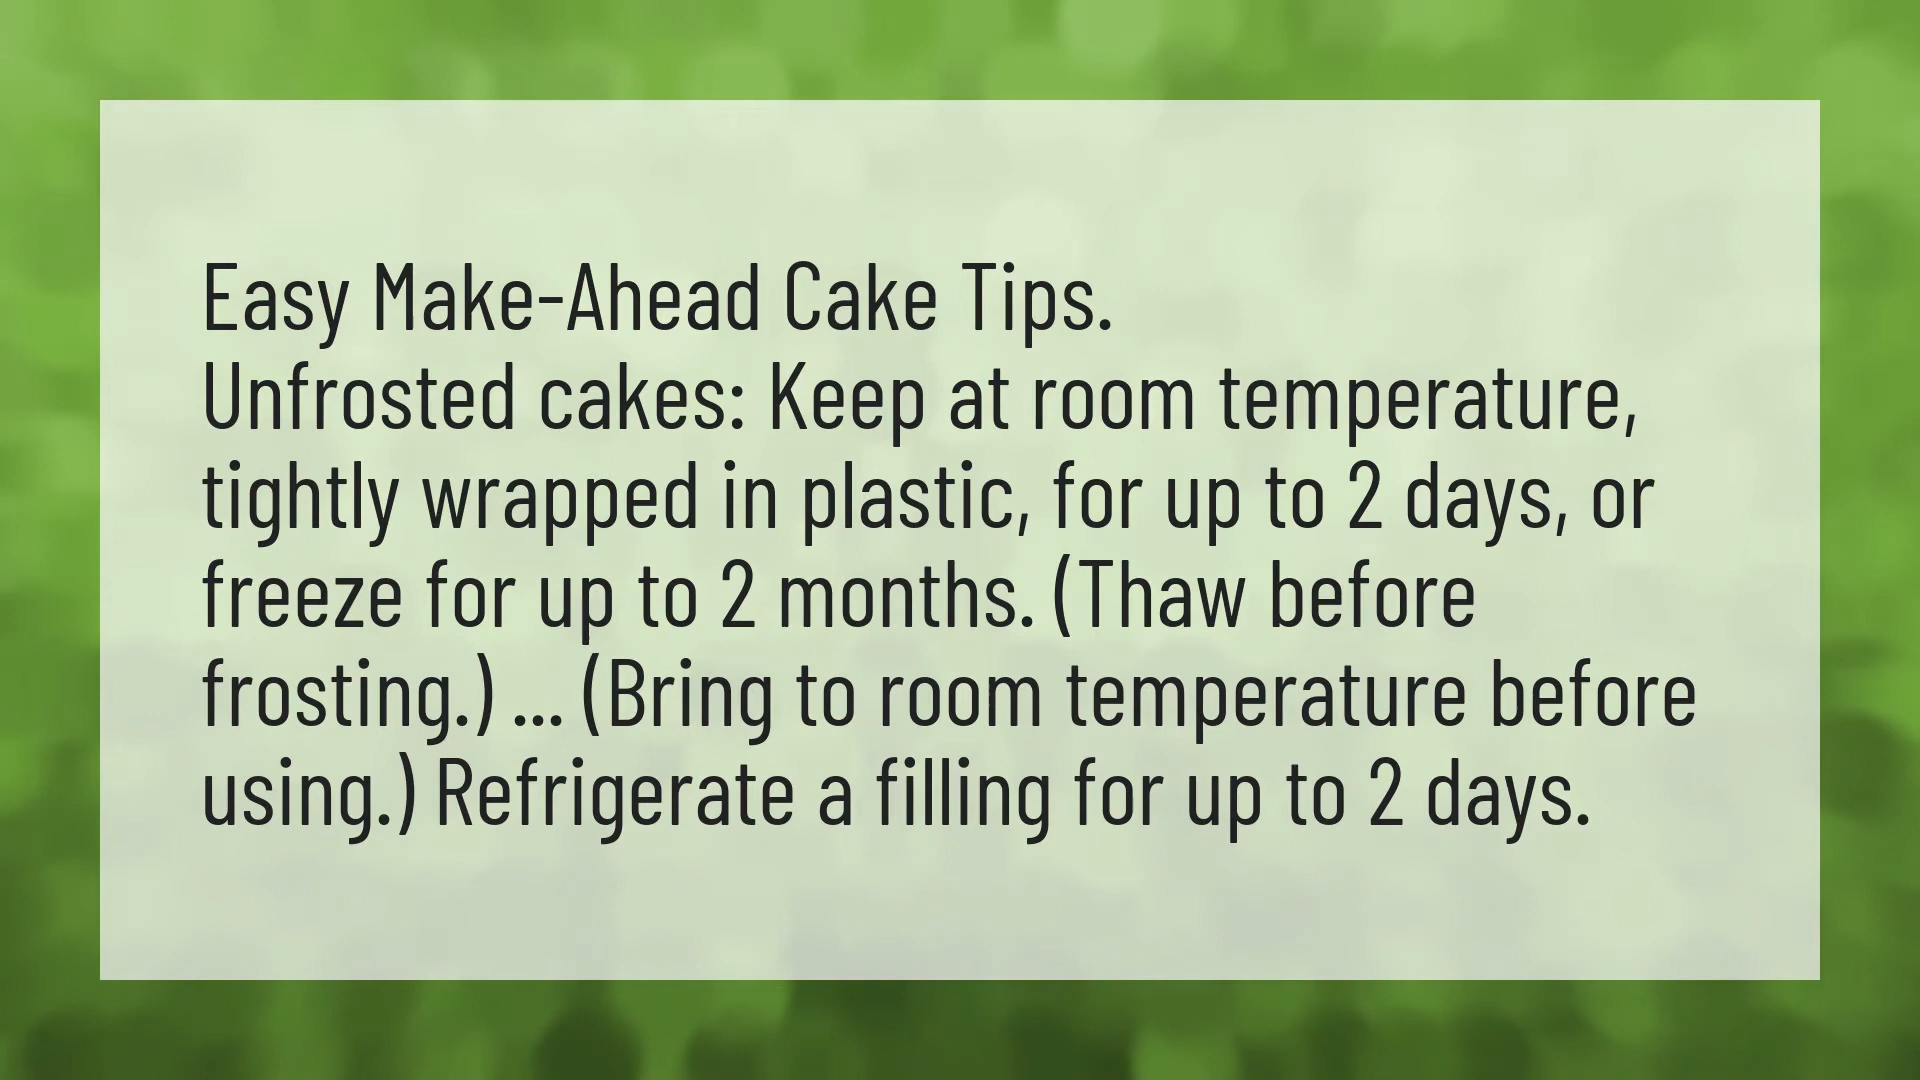 Easy Make-Ahead Cake Tips.
Unfrosted cakes: Keep at room temperature,
tightly wrapped in plastic, for up to 2 days, or
freeze for up to 2 months. (Thaw before
frosting.) ... (Bring to room temperature before
using.) Refrigerate a filling for up to 2 days.